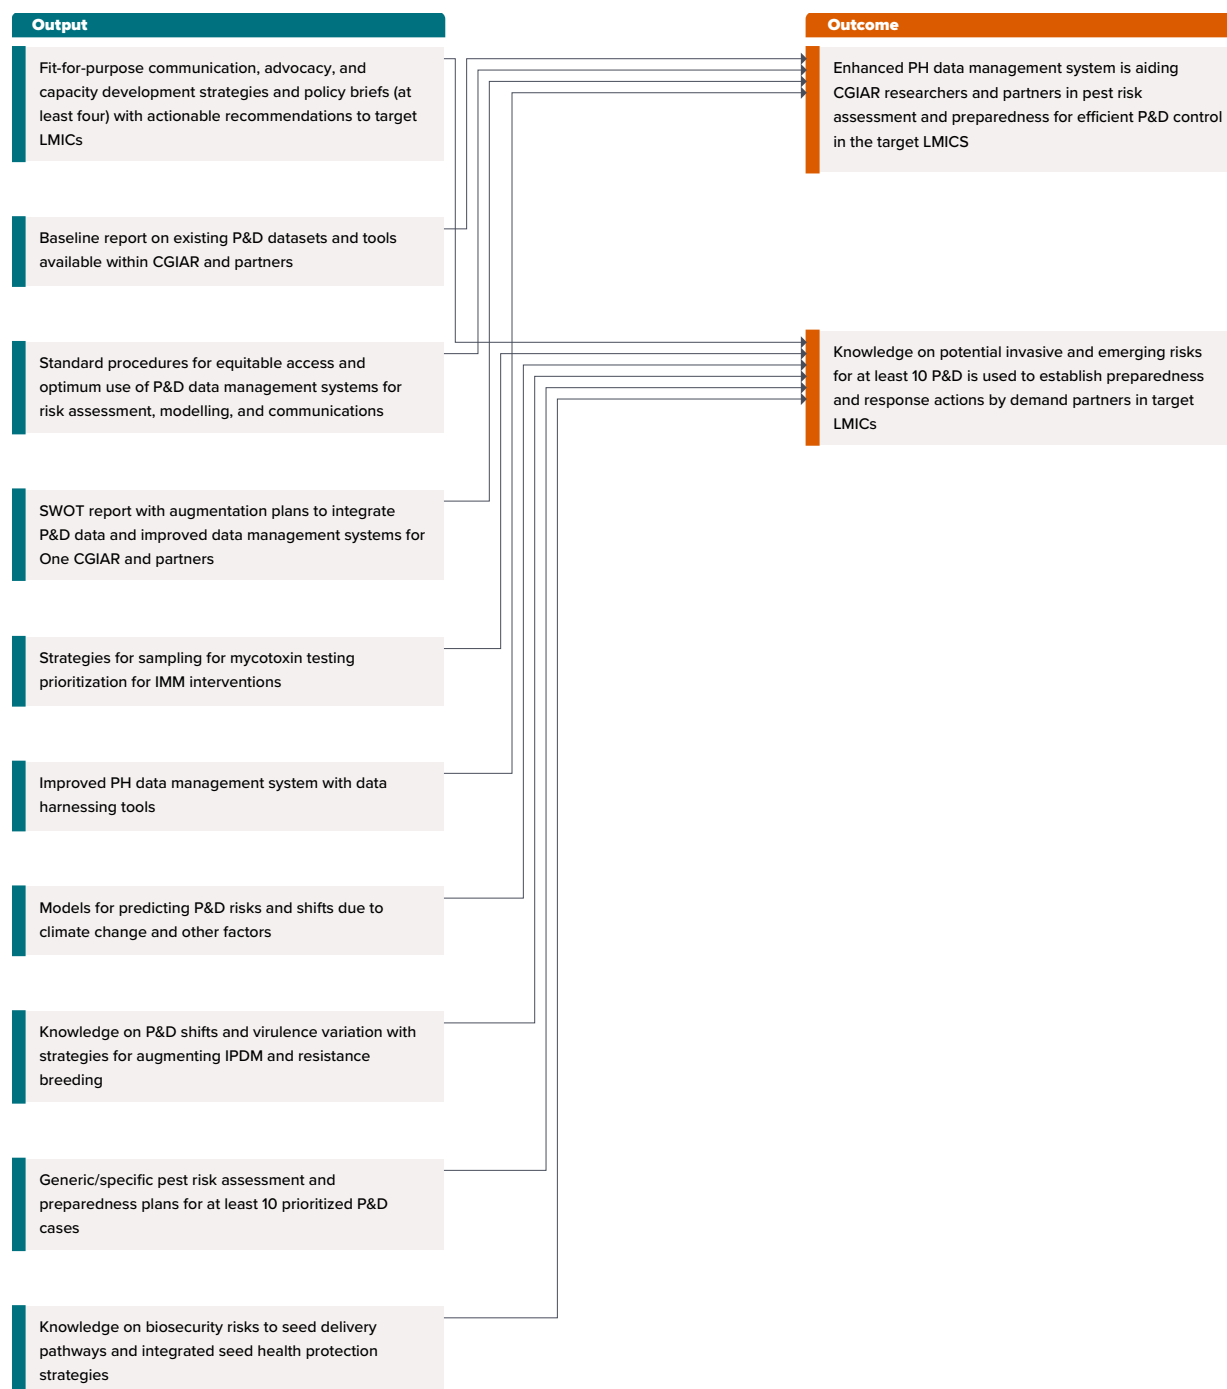 Output
Fit-for-purpose communication, advocacy, and
capacity development strategies and policy briefs (at
least four) with actionable recommendations to target
LMICs
Baseline report on existing P&D datasets and tools
available within CGIAR and partners
Standard procedures for equitable access and
optimum use of P&D data management systems for
risk assessment, modelling, and communications
SWOT report with augmentation plans to integrate
P&D data and improved data management systems for
One CGIAR and partners
Strategies for sampling for mycotoxin testing
prioritization for IMM interventions
Improved PH data management system with data
harnessing tools
Models for predicting P&D risks and shifts due to
climate change and other factors
Knowledge on P&D shifts and virulence variation with
strategies for augmenting IPDM and resistance
breeding
Generic/specific pest risk assessment and
preparedness plans for at least 10 prioritized P&D
cases
Knowledge on biosecurity risks to seed delivery
pathways and integrated seed health protection
strategies
Outcome
Enhanced PH data management system is aiding
CGIAR researchers and partners in pest risk
assessment and preparedness for efficient P&D control
in the target LMICS
Knowledge on potential invasive and emerging risks
for at least 10 P&D is used to establish preparedness
and response actions by demand partners in target
LMICs